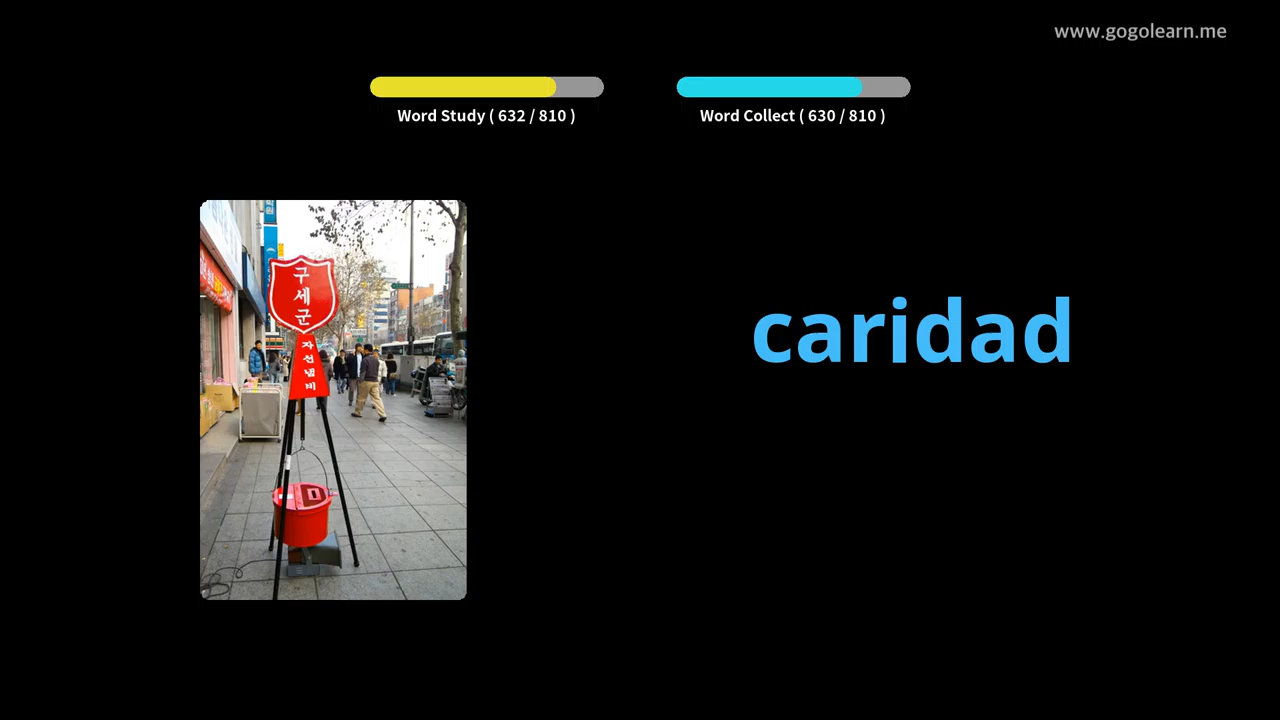 www.gogolearn.me
Word Study ( 632 / 810 )
Word Collect ( 630 / 810 )
구세군
자선냄비
caridad